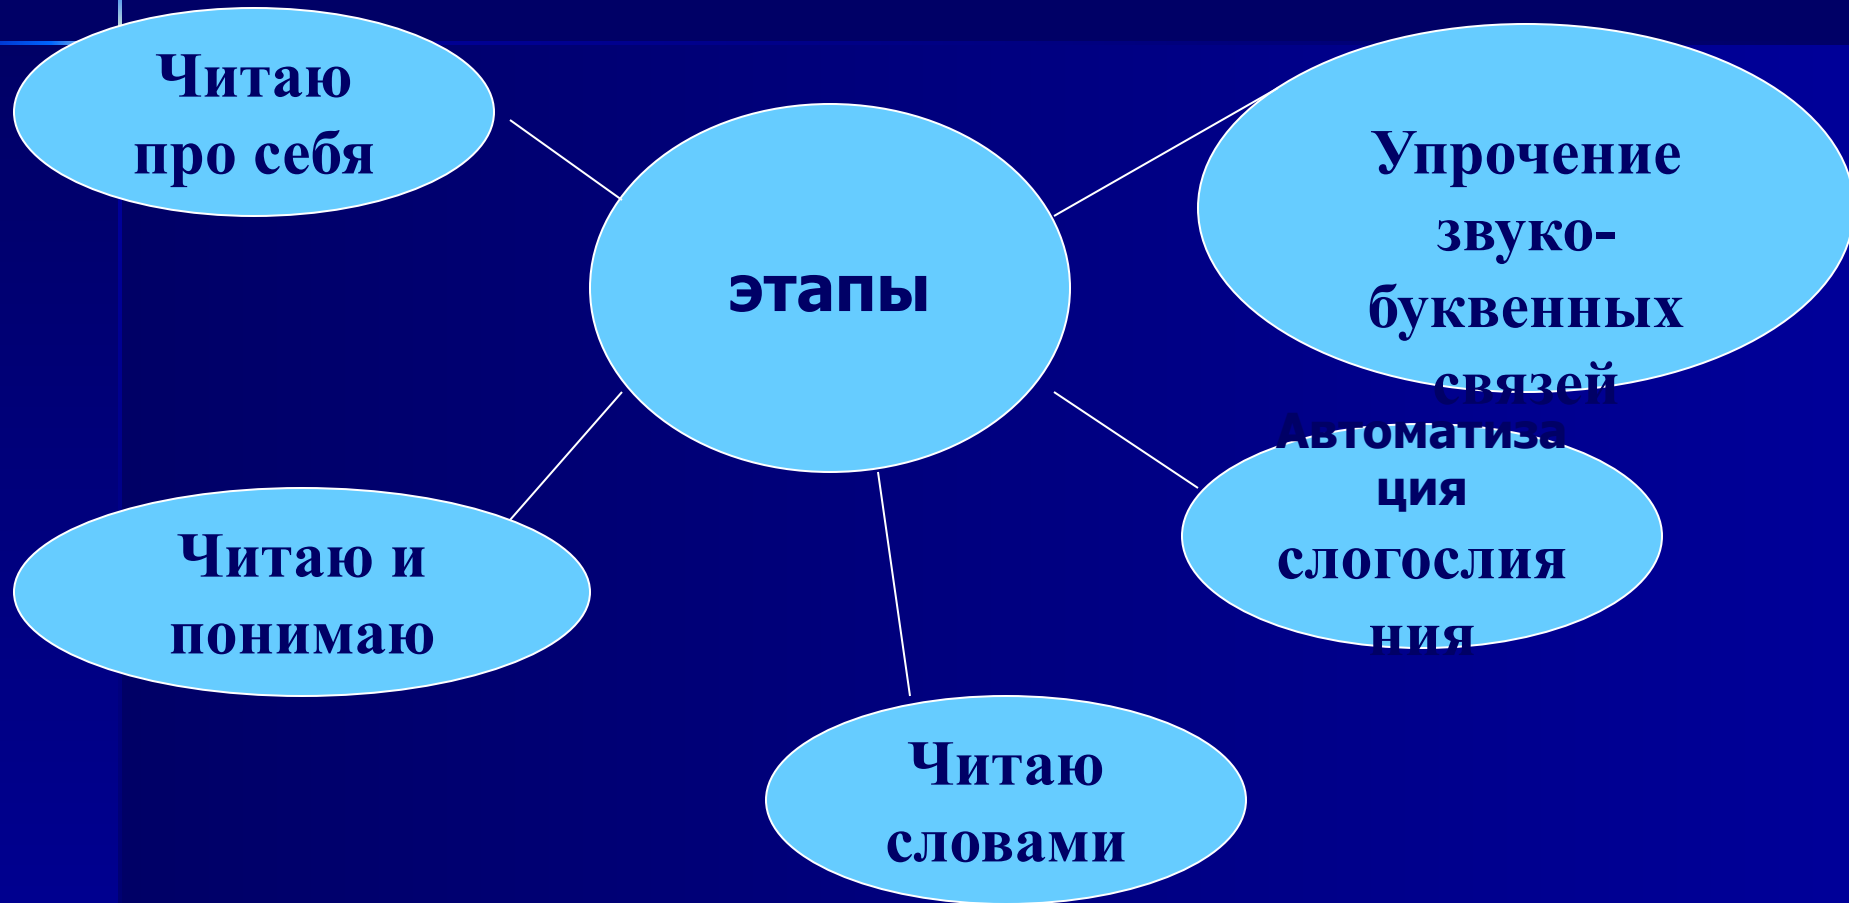 Читаю
про себя
этапы
Упрочение
звуко-
буквенных
связей
Автоматиза
ция
слогослия
ния
Читаю и
понимаю
Читаю
словами